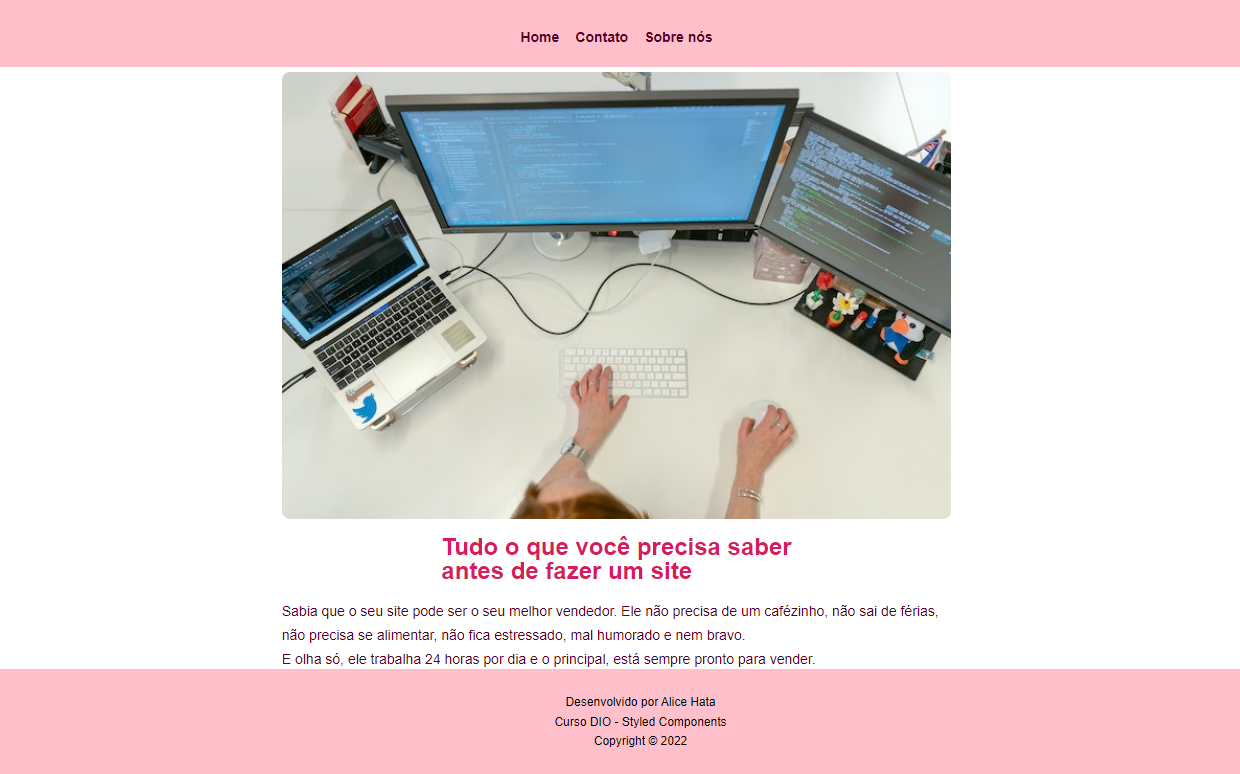 Home Contato Sobre nós
Tudo o que você precisa saber
antes de fazer um site
Sabia que o seu site pode ser o seu melhor vendedor. Ele não precisa de um cafézinho, não sai de férias,
não precisa se alimentar, não fica estressado, mal humorado e nem bravo.
E olha só, ele trabalha 24 horas por dia e o principal, está sempre pronto para vender.
Desenvolvido por Alice Hata
Curso DIO - Styled Components
Copyright © 2022